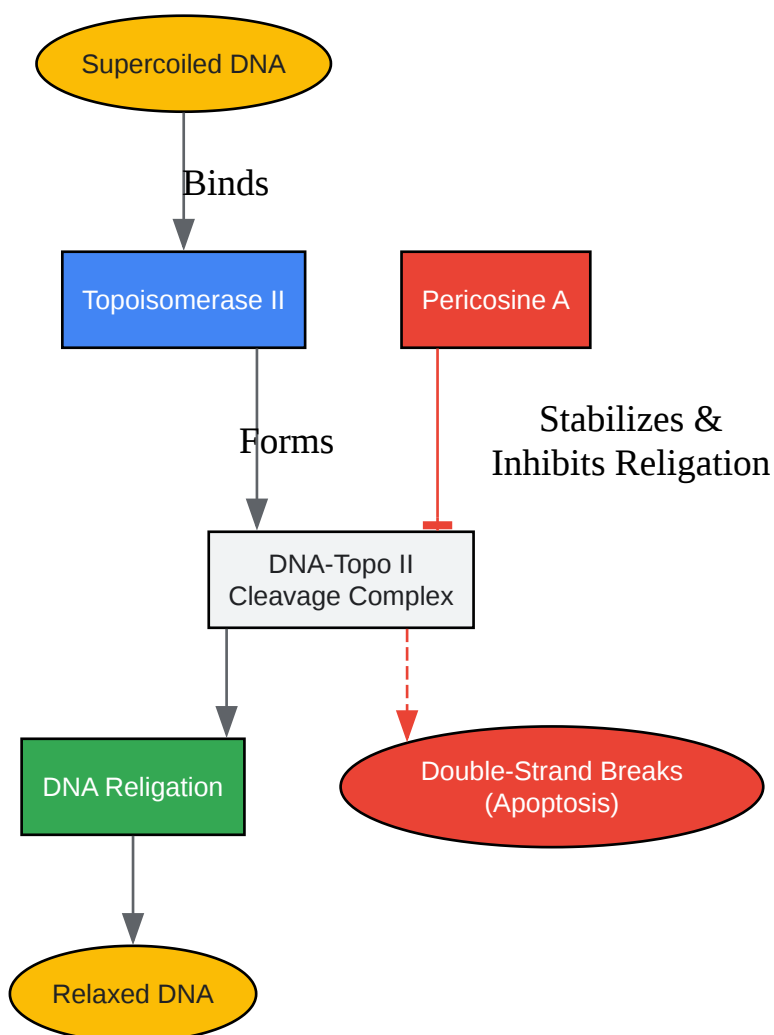 Supercoiled DNA
Binds
Topoisomerase II
Pericosine A
Stabilizes &
Inhibits Religation
Forms
DNA-Topo II
Cleavage Complex
DNA Religation
Double-Strand Breaks
(Apoptosis)
Relaxed DNA